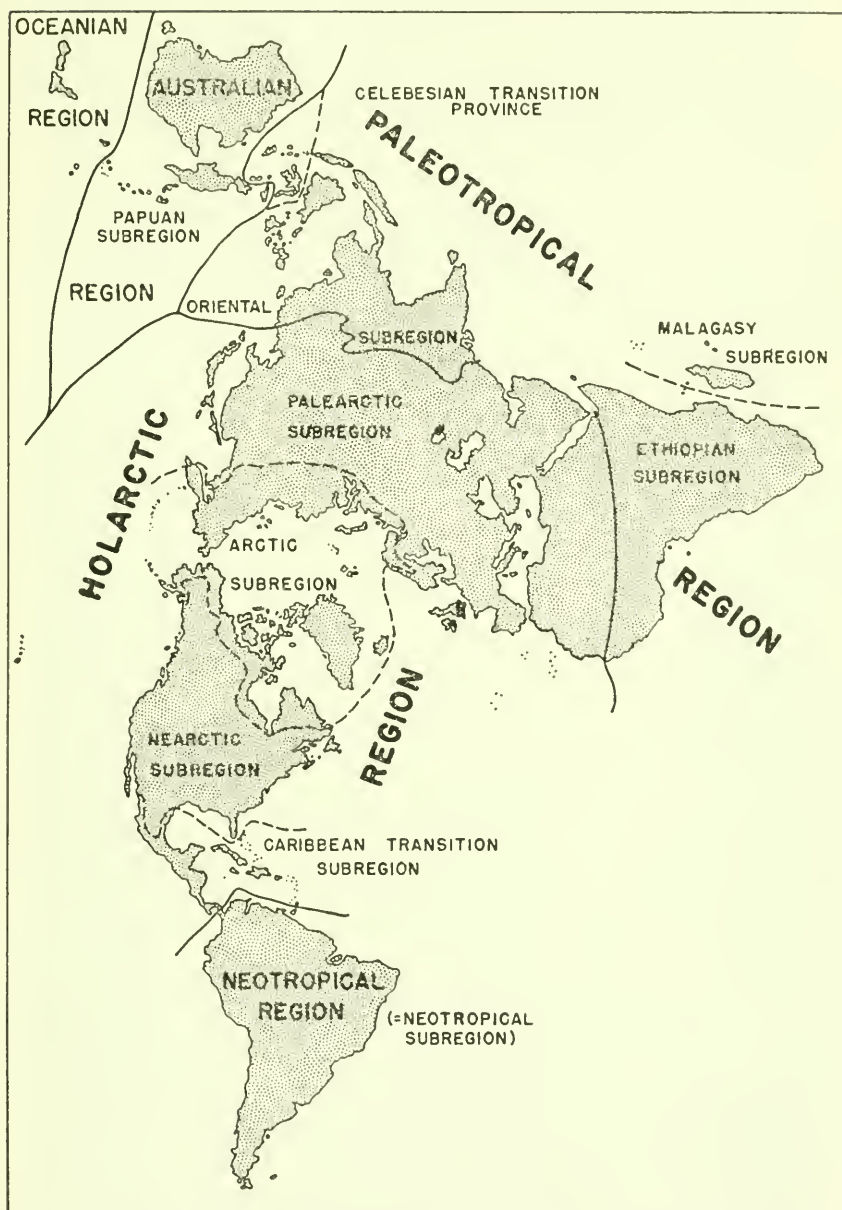 OCEANIAN
REGION
AUSTRALIAN
CELEBESIAN TRANSITION
PROVINCE
PALEOTROPICAL
PAPUAN
SUBREGION
REGION
ORIENTAL
SUBREGION
MALAGASY
SUBREGION
PALEARCTIC
SUBREGION
ETHIOPIAN
SUBREGION
HOLARCTIC
ARCTIC
SUBREGION
REGION
REGION
NEARCTIC
SUBREGION
CARIBBEAN TRANSITION
SUBREGION
NEOTROPICAL
REGION
(=NEOTROPICAL
SUBREGION)